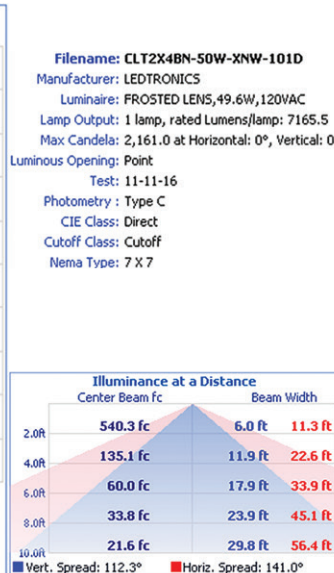 Filename: CLT2X4BN-50W-XNW-101D
Manufacturer: LEDTRONICS
Luminaire: FROSTED LENS,49.6W,120VAC
Lamp Output: 1 lamp, rated Lumens/lamp: 7165.5
Max Candela: 2,161.0 at Horizontal: 0°, Vertical: 0
Luminous Opening: Point
Test: 11-11-16
Photometry : Type C
CIE Class: Direct
Cutoff Class: Cutoff
Nema Type: 7 X 7
Illuminance at a Distance
Center Beam fc Beam Width
2.0ft 540.3 fc 6.0 ft 11.3 ft
4.0ft 135.1 fc 11.9 ft 22.6 ft
6.0ft 60.0 fc 17.9 ft 33.9 ft
8.0ft 33.8 fc 23.9 ft 45.1 ft
10.0ft 21.6 fc 29.8 ft 56.4 ft
Vert. Spread: 112.3° Horiz. Spread: 141.0°